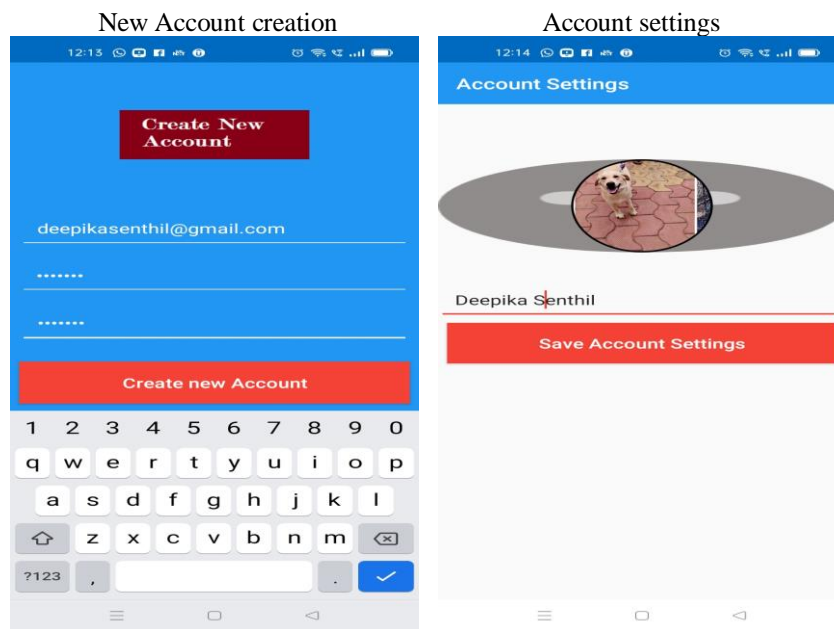 New Account creation
Account settings
12:13
Create New
Account
deepikasenthil@gmail.com
.......
.......
Create new Account
1 2 3 4 5 6 7 8 9 0
q w e r t y u i o p
a s d f g h j k l
z x c v b n m
?123 , .
12:14
Account Settings
Deepika Senthil
Save Account Settings